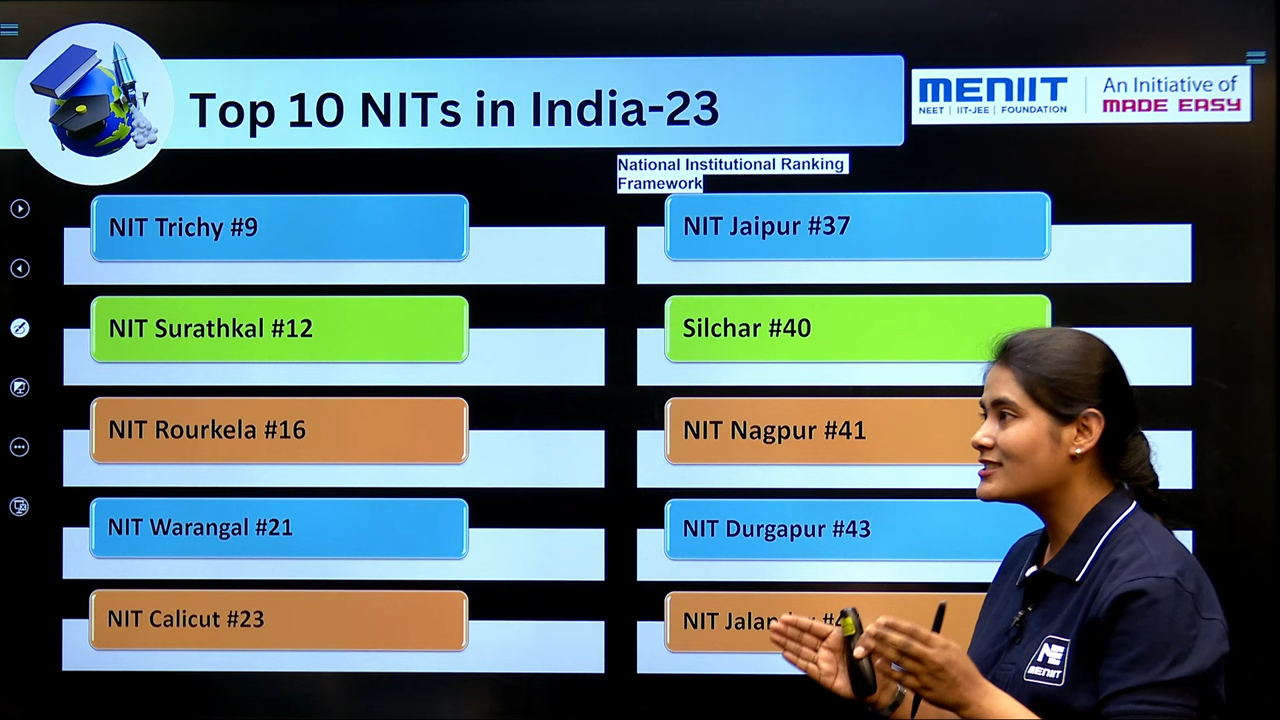 Top 10 NITs in India-23
MENIIT
NEET | IIT-JEE | FOUNDATION
An Initiative of
MADE EASY
National Institutional Ranking
Framework
NIT Trichy #9
NIT Surathkal #12
NIT Rourkela #16
NIT Warangal #21
NIT Calicut #23
NIT Jaipur #37
Silchar #40
NIT Nagpur #41
NIT Durgapur #43
NIT
NE
MENIIT